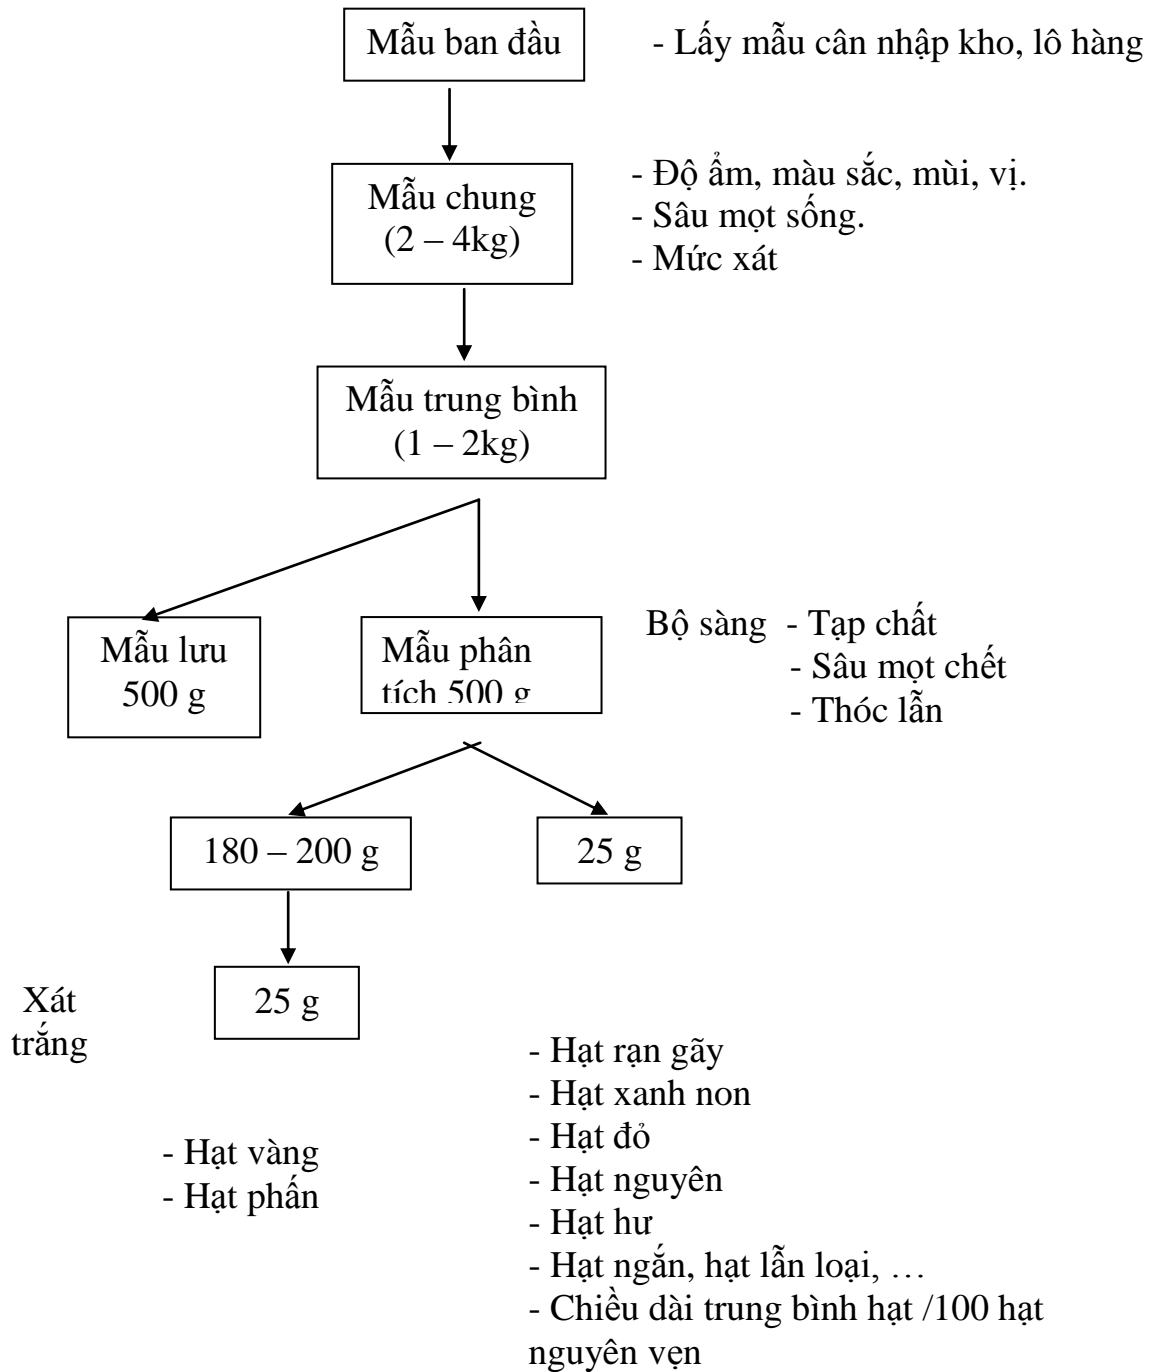 Mẫu ban đầu
- Lấy mẫu cân nhập kho, lô hàng
Mẫu chung
(2 – 4kg)
- Độ ẩm, màu sắc, mùi, vị.
- Sâu mọt sống.
- Mức xát
Mẫu trung bình
(1 – 2kg)
Mẫu lưu
500 g
Mẫu phân
tích 500 g
Bộ sàng - Tạp chất
- Sâu mọt chết
- Thóc lẫn
180 – 200 g
25 g
Xát
trắng
25 g
- Hạt vàng
- Hạt phấn
- Hạt rạn gãy
- Hạt xanh non
- Hạt đỏ
- Hạt nguyên
- Hạt hư
- Hạt ngắn, hạt lẫn loại, …
- Chiều dài trung bình hạt /100 hạt
nguyên vẹn